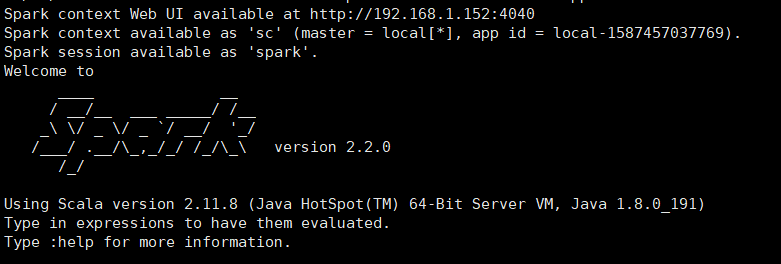 Spark context Web UI available at http://192.168.1.152:4040
Spark context available as 'sc' (master = local[*], app id = local-1587457037769).
Spark session available as 'spark'.
Welcome to
      ____              __
     / __/__  ___ _____/ /__
    _\ \/ _ \/ _ `/ __/  '_/
   /___/ .__/\_,_/_/ /_/\_\   version 2.2.0
      /_/
Using Scala version 2.11.8 (Java HotSpot(TM) 64-Bit Server VM, Java 1.8.0_191)
Type in expressions to have them evaluated.
Type :help for more information.